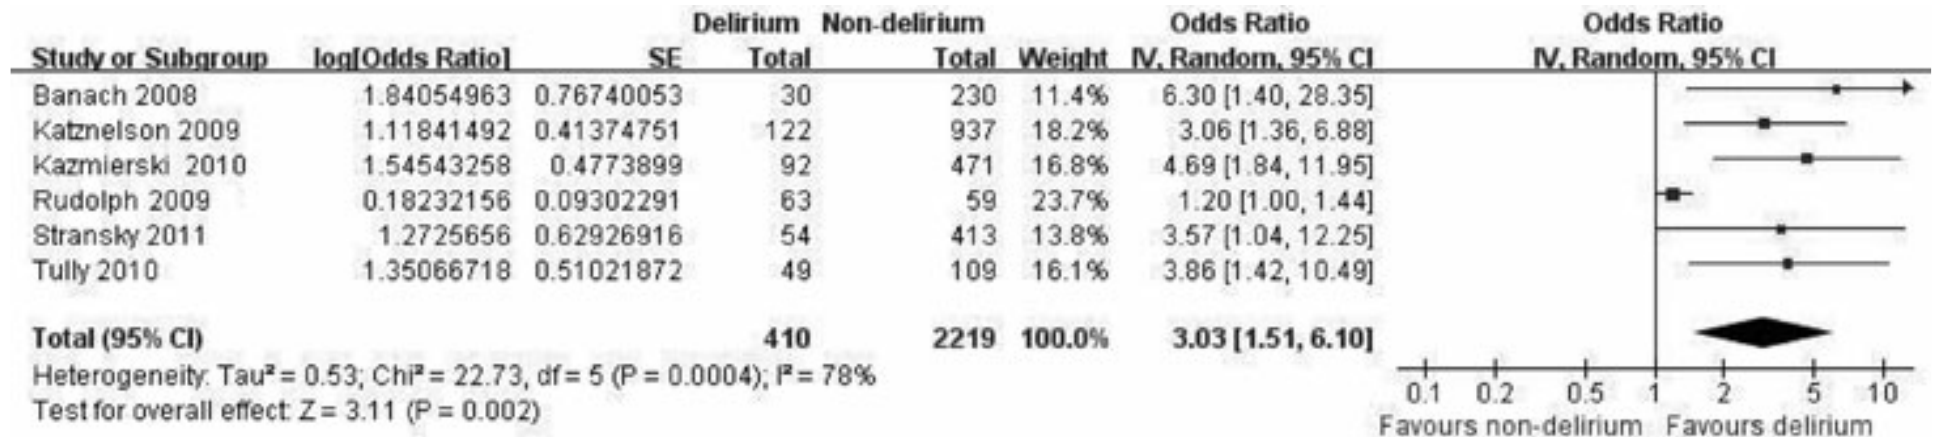 Delirium Non-delirium Odds Ratio Odds Ratio
Study or Subgroup log[Odds Ratio] SE Total Total Weight IV, Random, 95% CI IV, Random, 95% CI
Banach 2008 1.84054963 0.76740053 30 230 11.4% 6.30 [1.40, 28.35]
Katznelson 2009 1.11841492 0.41374751 122 937 18.2% 3.06 [1.36, 6.88]
Kazmierski 2010 1.54543258 0.4773899 92 471 16.8% 4.69 [1.84, 11.95]
Rudolph 2009 0.18232156 0.09302291 63 59 23.7% 1.20 [1.00, 1.44]
Stransky 2011 1.2725656 0.62926916 54 413 13.8% 3.57 [1.04, 12.25]
Tully 2010 1.35066718 0.51021872 49 109 16.1% 3.86 [1.42, 10.49]
Total (95% CI) 410 2219 100.0% 3.03 [1.51, 6.10]
Heterogeneity: Tau² = 0.53; Chi² = 22.73, df = 5 (P = 0.0004); I² = 78%
Test for overall effect: Z = 3.11 (P = 0.002)
0.1 0.2 0.5 1 2 5 10
Favours non-delirium Favours delirium